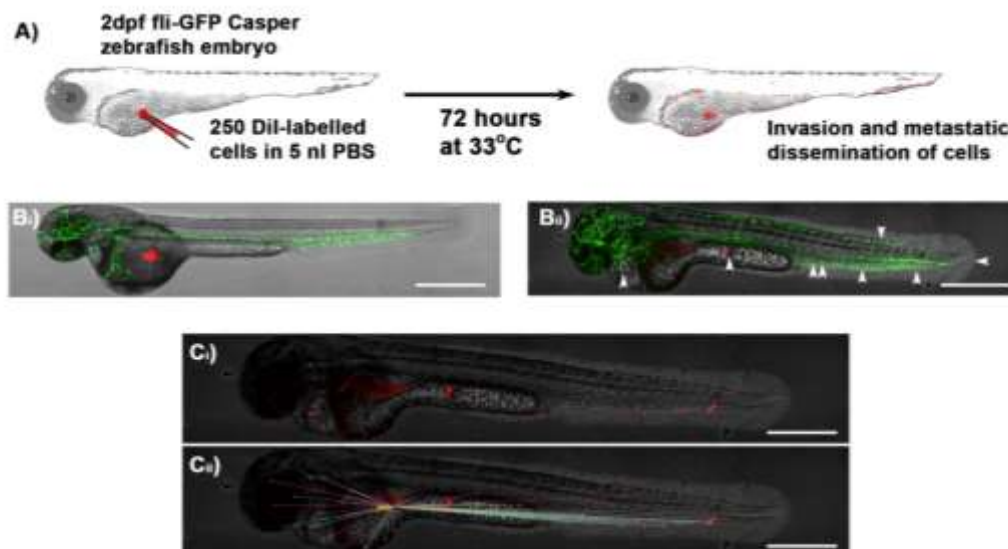 A)
2dpf fli-GFP Casper
zebrafish embryo
250 DiI-labelled
cells in 5 nl PBS
72 hours
at 33°C
Invasion and metastatic
dissemination of cells
Bi)
Bii)
Ci)
Cii)